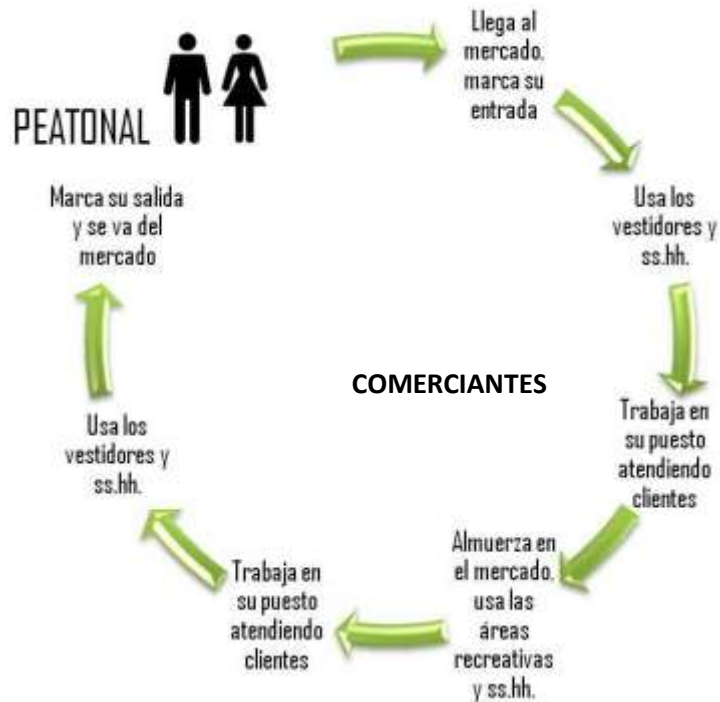 PEATONAL
Llega al
mercado,
marca su
entrada
Usa los
vestidores y
ss.hh.
Trabaja en
su puesto
atendiendo
clientes
Almuerza en
el mercado,
usa las
áreas
recreativas
y ss.hh.
Trabaja en
su puesto
atendiendo
clientes
Usa los
vestidores y
ss.hh.
Marca su salida
y se va del
mercado
COMERCIANTES